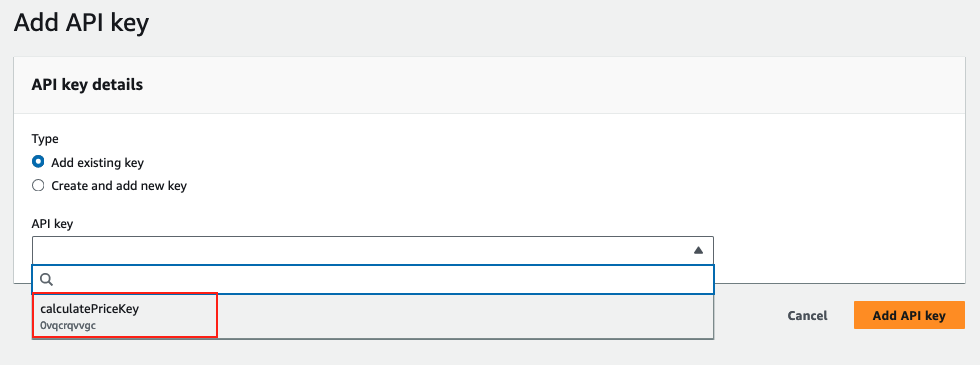 Add API key
API key details
Type
Add existing key
Create and add new key
API key
calculatePriceKey
0vqcrqvvgc
Cancel
Add API key